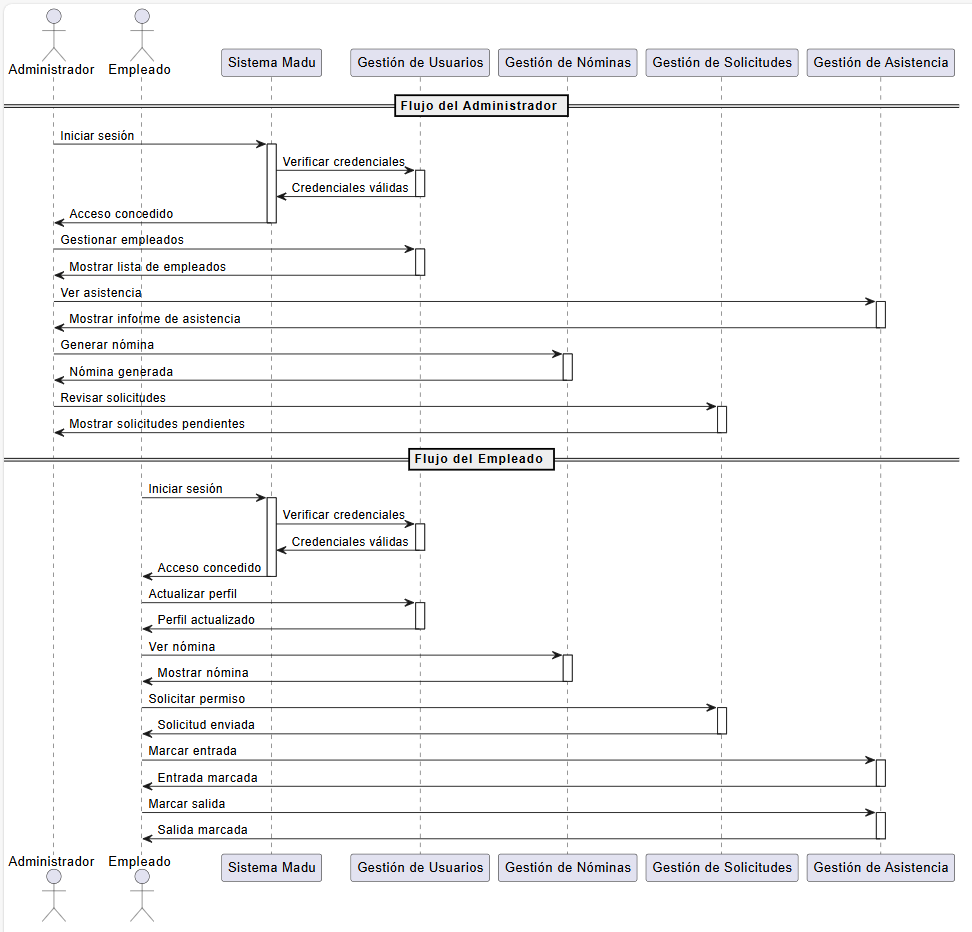 Administrador Empleado Sistema Madu Gestión de Usuarios Gestión de Nóminas Gestión de Solicitudes Gestión de Asistencia
Flujo del Administrador
Iniciar sesión
Verificar credenciales
Credenciales válidas
Acceso concedido
Gestionar empleados
Mostrar lista de empleados
Ver asistencia
Mostrar informe de asistencia
Generar nómina
Nómina generada
Revisar solicitudes
Mostrar solicitudes pendientes
Flujo del Empleado
Iniciar sesión
Verificar credenciales
Credenciales válidas
Acceso concedido
Actualizar perfil
Perfil actualizado
Ver nómina
Mostrar nómina
Solicitar permiso
Solicitud enviada
Marcar entrada
Entrada marcada
Marcar salida
Salida marcada
Administrador Empleado Sistema Madu Gestión de Usuarios Gestión de Nóminas Gestión de Solicitudes Gestión de Asistencia